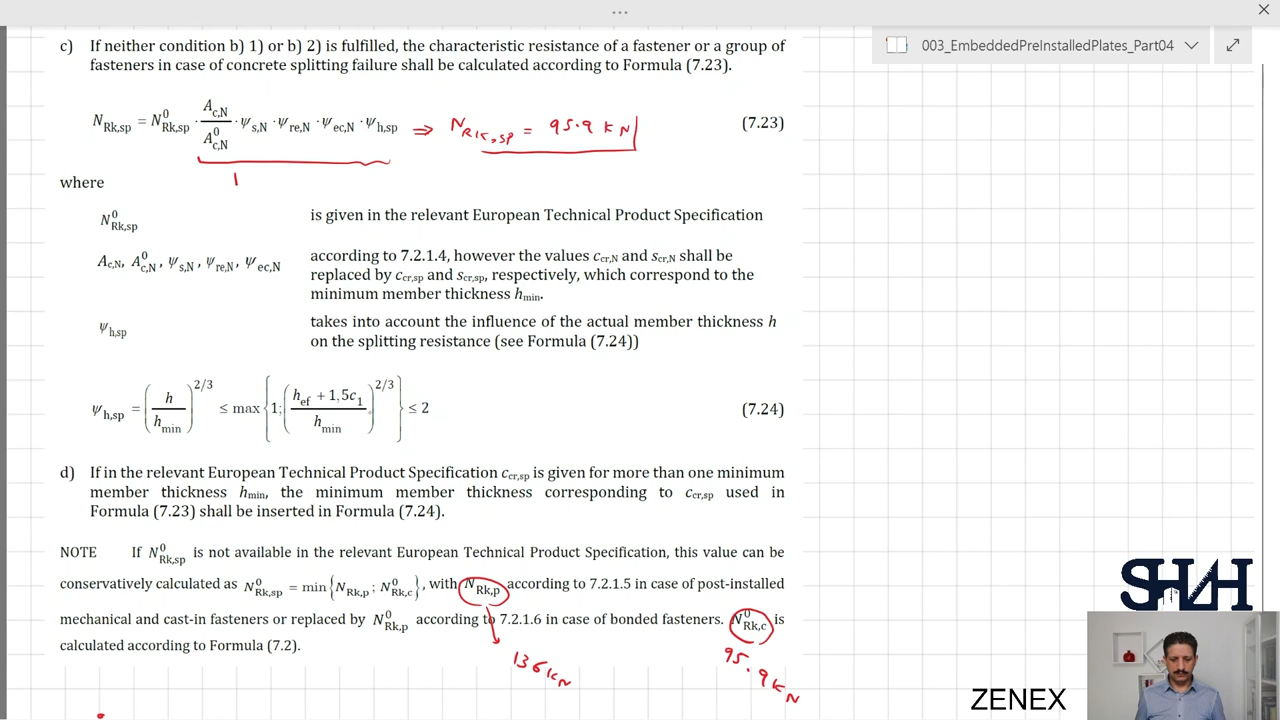 003_EmbeddedPreInstalledPlates_Part04
c) If neither condition b) 1) or b) 2) is fulfilled, the characteristic resistance of a fastener or a group of
fasteners in case of concrete splitting failure shall be calculated according to Formula (7.23).
N_Rk,sp = N⁰_Rk,sp · A_c,N / A⁰_c,N · ψ_s,N · ψ_re,N · ψ_ec,N · ψ_h,sp ⇒ N_RK,sp = 95.9 KN (7.23)
1
where
N⁰_Rk,sp is given in the relevant European Technical Product Specification
A_c,N, A⁰_c,N, ψ_s,N, ψ_re,N, ψ_ec,N according to 7.2.1.4, however the values c_cr,N and s_cr,N shall be
replaced by c_cr,sp and s_cr,sp, respectively, which correspond to the
minimum member thickness h_min.
ψ_h,sp takes into account the influence of the actual member thickness h
on the splitting resistance (see Formula (7.24))
ψ_h,sp = (h / h_min)^2/3 ≤ max {1; ((h_ef + 1,5c_1) / h_min)^2/3} ≤ 2 (7.24)
d) If in the relevant European Technical Product Specification c_cr,sp is given for more than one minimum
member thickness h_min, the minimum member thickness corresponding to c_cr,sp used in
Formula (7.23) shall be inserted in Formula (7.24).
NOTE If N⁰_Rk,sp is not available in the relevant European Technical Product Specification, this value can be
conservatively calculated as N⁰_Rk,sp = min {N_Rk,p ; N⁰_Rk,c}, with N_Rk,p according to 7.2.1.5 in case of post-installed
mechanical and cast-in fasteners or replaced by N⁰_Rk,p according to 7.2.1.6 in case of bonded fasteners. N⁰_Rk,c is
calculated according to Formula (7.2).
136 KN
95.9 KN
ZENEX